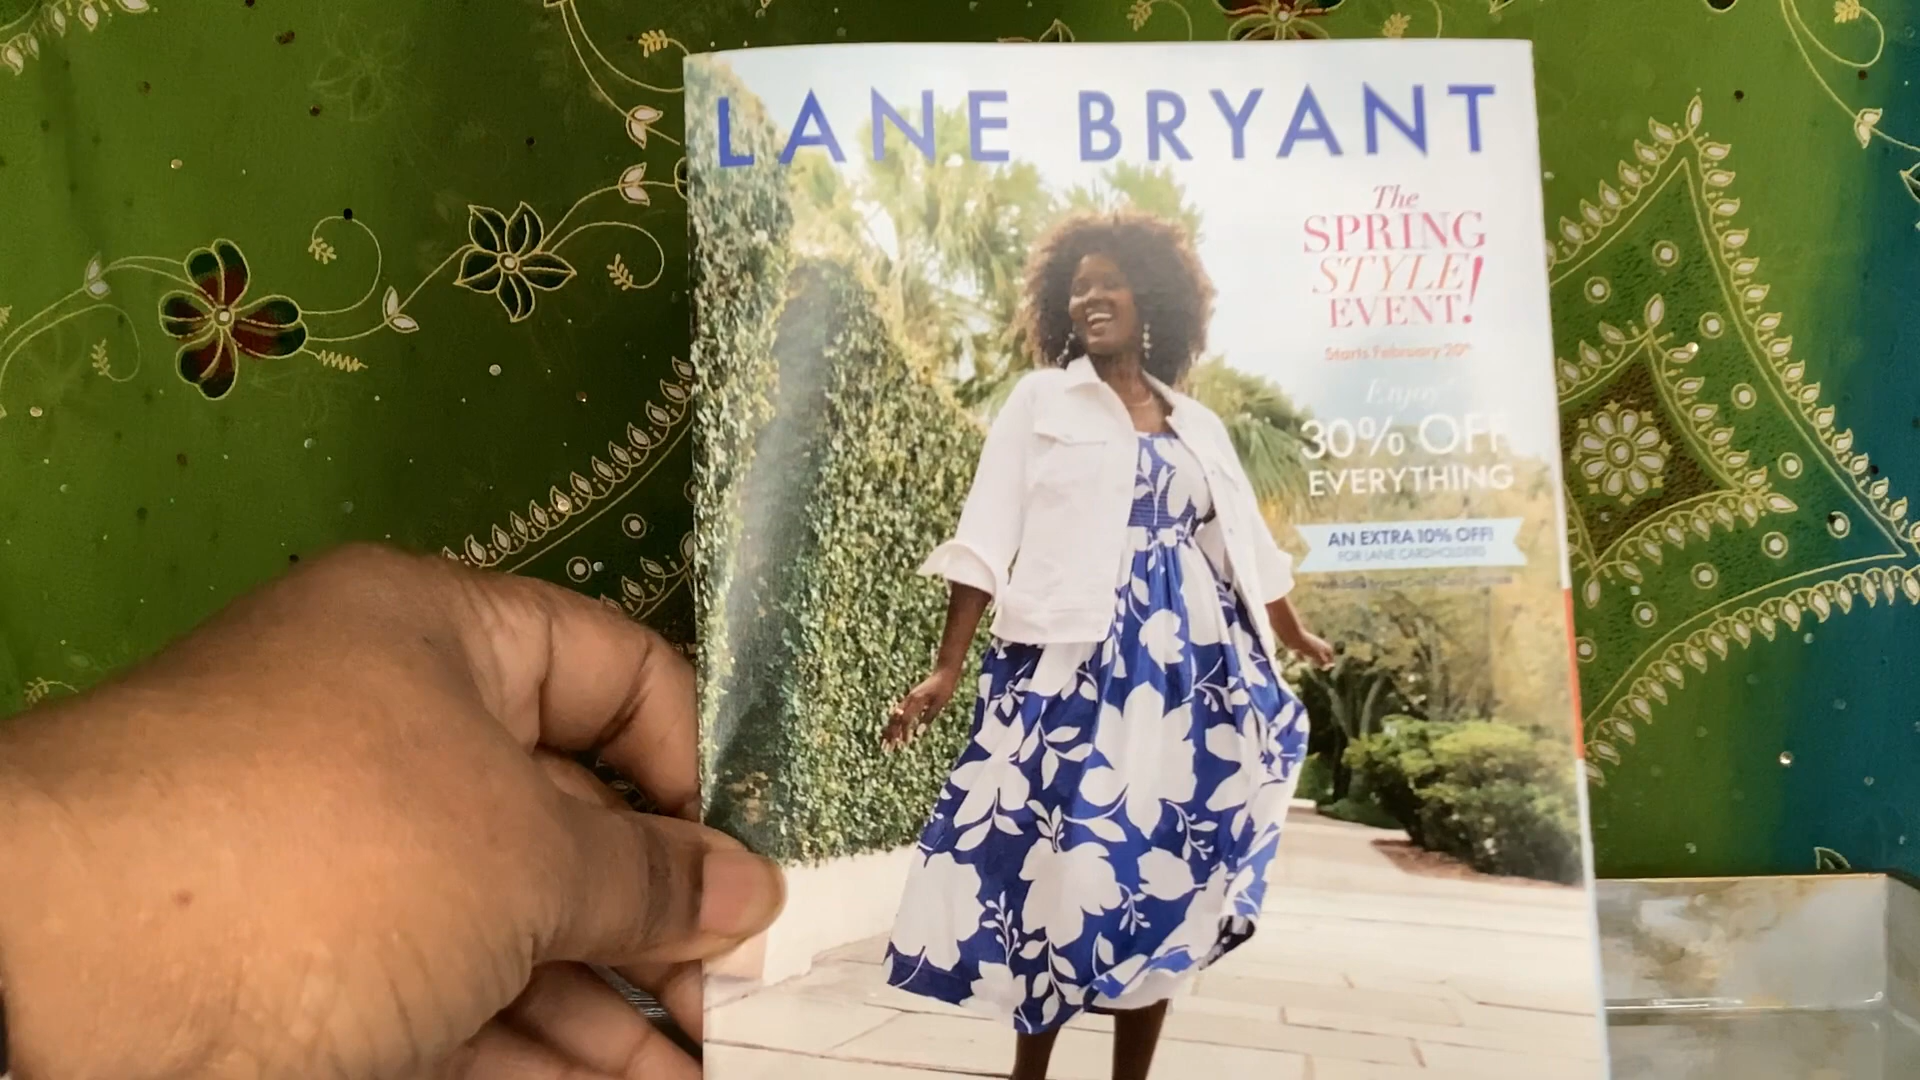 LANE BRYANT
The
SPRING
STYLE
EVENT!
Starts February 20th
Enjoy*
30% OFF
EVERYTHING
AN EXTRA 10% OFF!
FOR LANE CARDHOLDERS